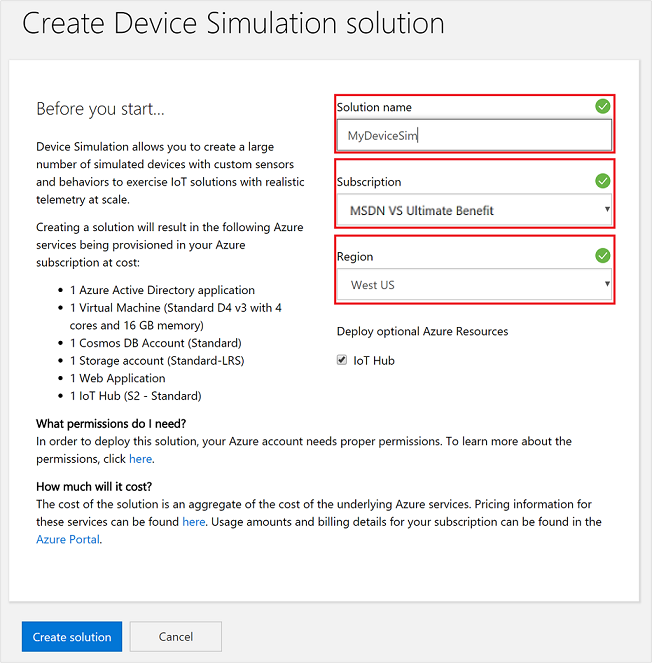 Create Device Simulation solution
Before you start...
Device Simulation allows you to create a large
number of simulated devices with custom sensors
and behaviors to exercise IoT solutions with realistic
telemetry at scale.
Creating a solution will result in the following Azure
services being provisioned in your Azure
subscription at cost:
• 1 Azure Active Directory application
• 1 Virtual Machine (Standard D4 v3 with 4
cores and 16 GB memory)
• 1 Cosmos DB Account (Standard)
• 1 Storage account (Standard-LRS)
• 1 Web Application
• 1 IoT Hub (S2 - Standard)
Solution name
MyDeviceSim
Subscription
MSDN VS Ultimate Benefit
Region
West US
Deploy optional Azure Resources
IoT Hub
What permissions do I need?
In order to deploy this solution, your Azure account needs proper permissions. To learn more about the
permissions, click here.
How much will it cost?
The cost of the solution is an aggregate of the cost of the underlying Azure services. Pricing information for
these services can be found here. Usage amounts and billing details for your subscription can be found in the
Azure Portal.
Create solution
Cancel